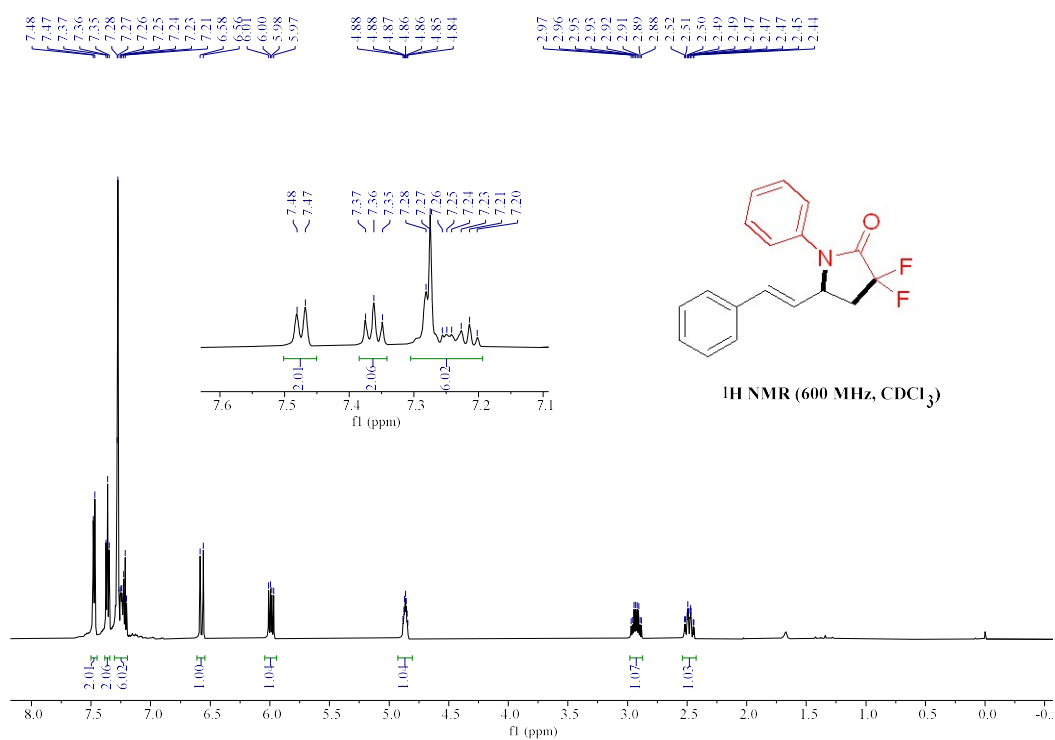 7.48 7.47 7.37 7.36 7.35 7.28 7.27 7.26 7.25 7.24 7.23 7.21 6.58 6.56 6.01 6.00 5.98 5.97 4.88 4.88 4.87 4.86 4.86 4.85 4.84 2.97 2.96 2.95 2.93 2.92 2.91 2.89 2.88 2.52 2.51 2.50 2.49 2.49 2.47 2.47 2.47 2.45 2.44
7.48 7.47 7.37 7.36 7.35 7.28 7.27 7.26 7.25 7.24 7.23 7.21 7.20
O
N
F
F
2.01 2.06 6.02
7.6 7.5 7.4 7.3 7.2 7.1
f1 (ppm)
1H NMR (600 MHz, CDCl3)
2.01 2.06 6.02 1.00 1.04 1.04 1.07 1.03
8.0 7.5 7.0 6.5 6.0 5.5 5.0 4.5 4.0 3.5 3.0 2.5 2.0 1.5 1.0 0.5 0.0
f1 (ppm)